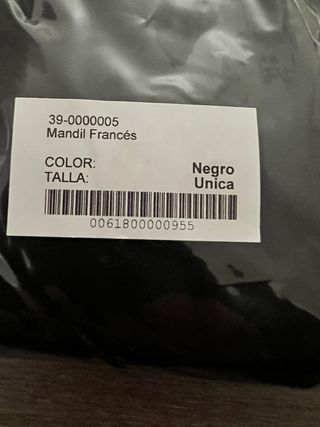 39-0000005
Mandil Francés
COLOR: Negro
TALLA: Unica
0061800000955